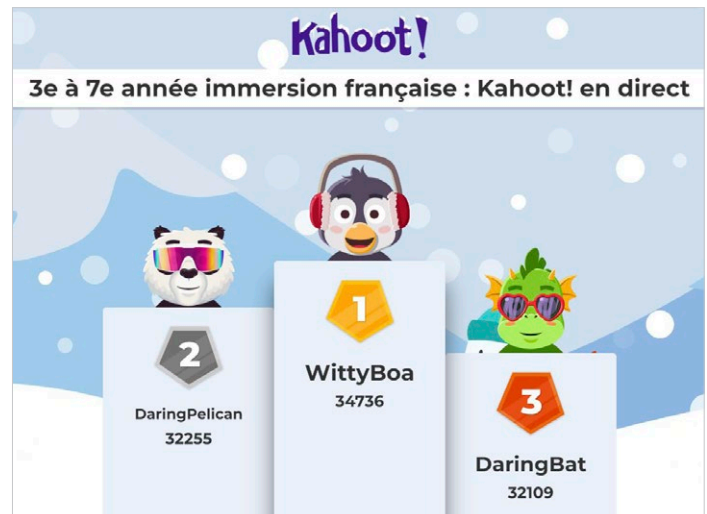 Kahoot!
3e à 7e année immersion française : Kahoot! en direct
1
WittyBoa
34736
2
DaringPelican
32255
3
DaringBat
32109